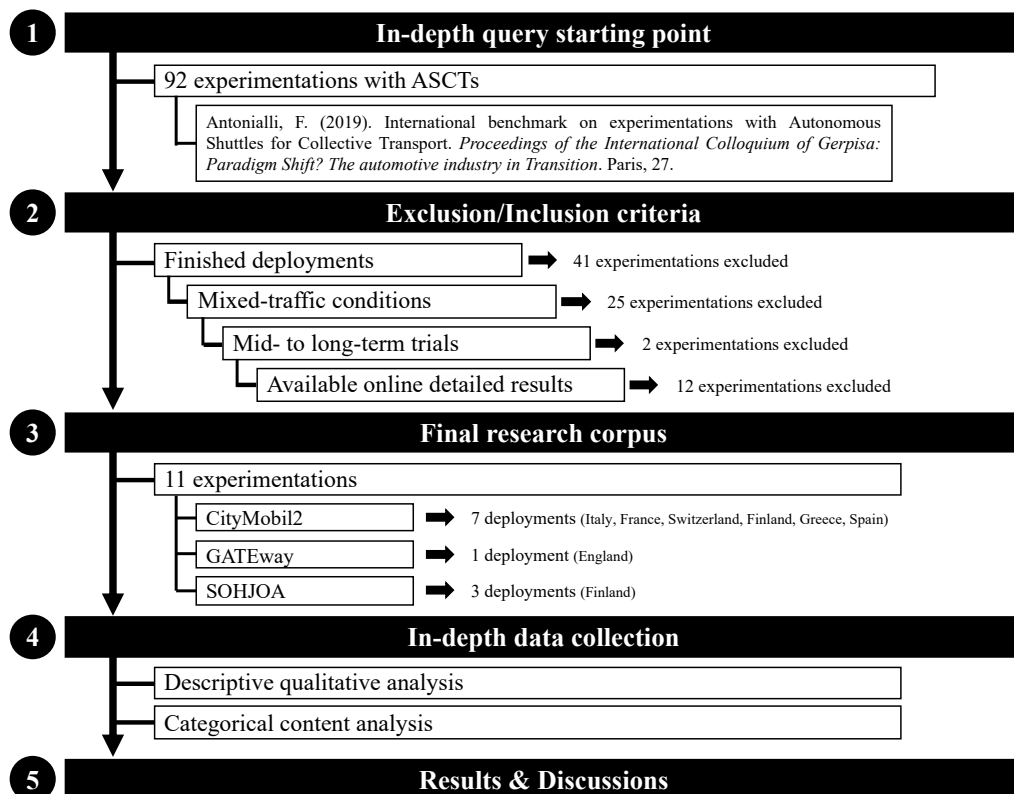 1 In-depth query starting point
92 experimentations with ASCTs
Antonialli, F. (2019). International benchmark on experimentations with Autonomous
Shuttles for Collective Transport. Proceedings of the International Colloquium of Gerpisa:
Paradigm Shift? The automotive industry in Transition. Paris, 27.
2 Exclusion/Inclusion criteria
Finished deployments 41 experimentations excluded
Mixed-traffic conditions 25 experimentations excluded
Mid- to long-term trials 2 experimentations excluded
Available online detailed results 12 experimentations excluded
3 Final research corpus
11 experimentations
CityMobil2 7 deployments (Italy, France, Switzerland, Finland, Greece, Spain)
GATEway 1 deployment (England)
SOHJOA 3 deployments (Finland)
4 In-depth data collection
Descriptive qualitative analysis
Categorical content analysis
5 Results & Discussions